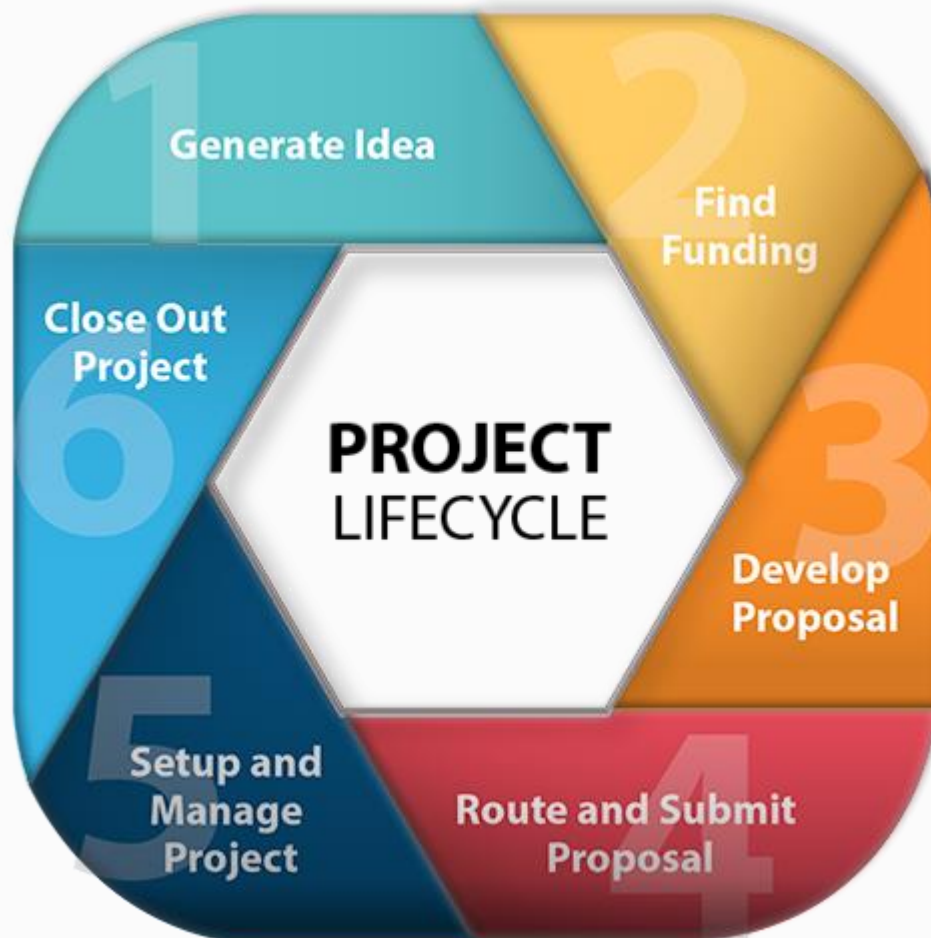 1
Generate Idea
2
Find
Funding
3
Develop
Proposal
4
Route and Submit
Proposal
5
Setup and
Manage
Project
6
Close Out
Project
PROJECT
LIFECYCLE